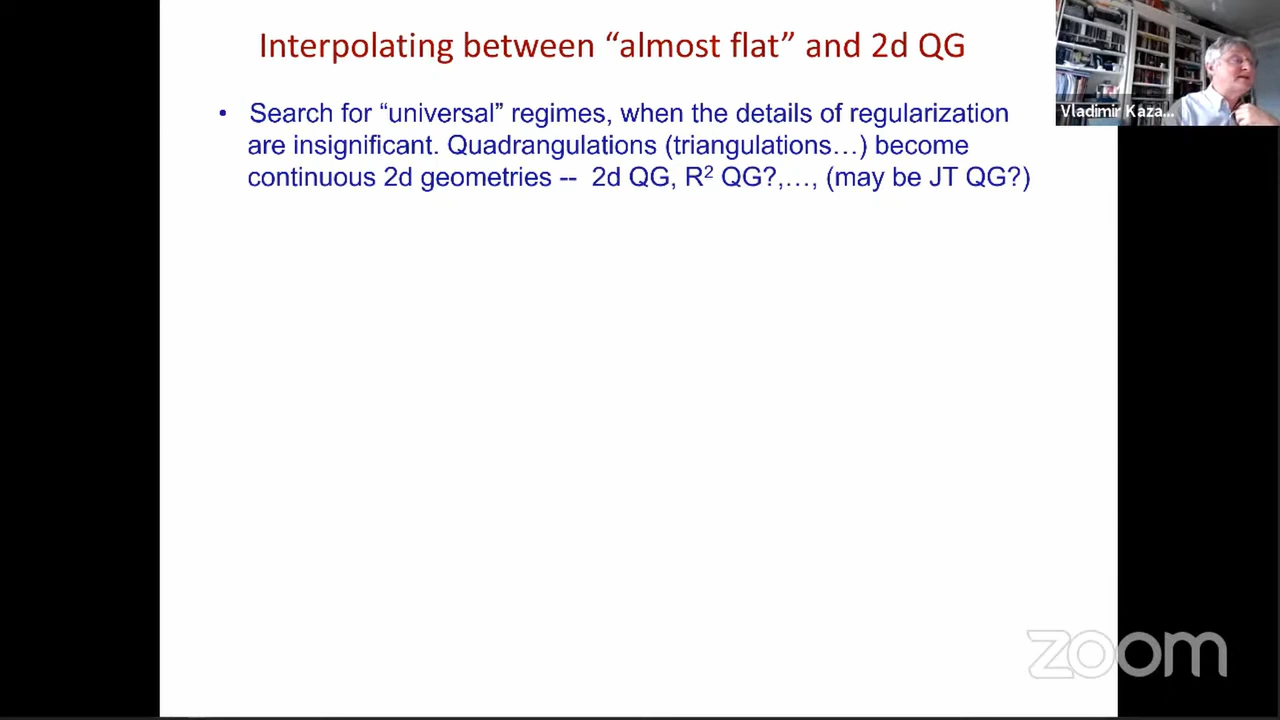 Interpolating between “almost flat” and 2d QG
• Search for “universal” regimes, when the details of regularization
are insignificant. Quadrangulations (triangulations…) become
continuous 2d geometries -- 2d QG, R² QG?,…, (may be JT QG?)
Vladimir Kaza...
zoom